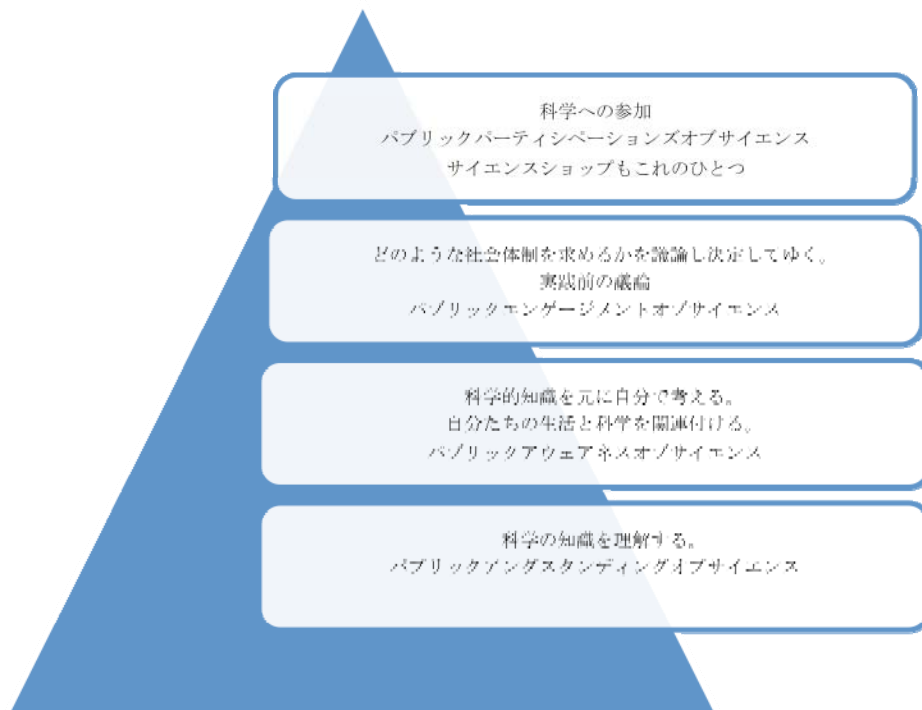 科学への参加
パブリックパーティシペーションズオブサイエンス
サイエンスショップもこれのひとつ
どのような社会体制を求めるかを議論し決定してゆく。
実践前の議論
パブリックエンゲージメントオブサイエンス
科学的知識を元に自分で考える。
自分たちの生活と科学を関連付ける。
パブリックアウェアネスオブサイエンス
科学の知識を理解する。
パブリックアンダスタンディングオブサイエンス